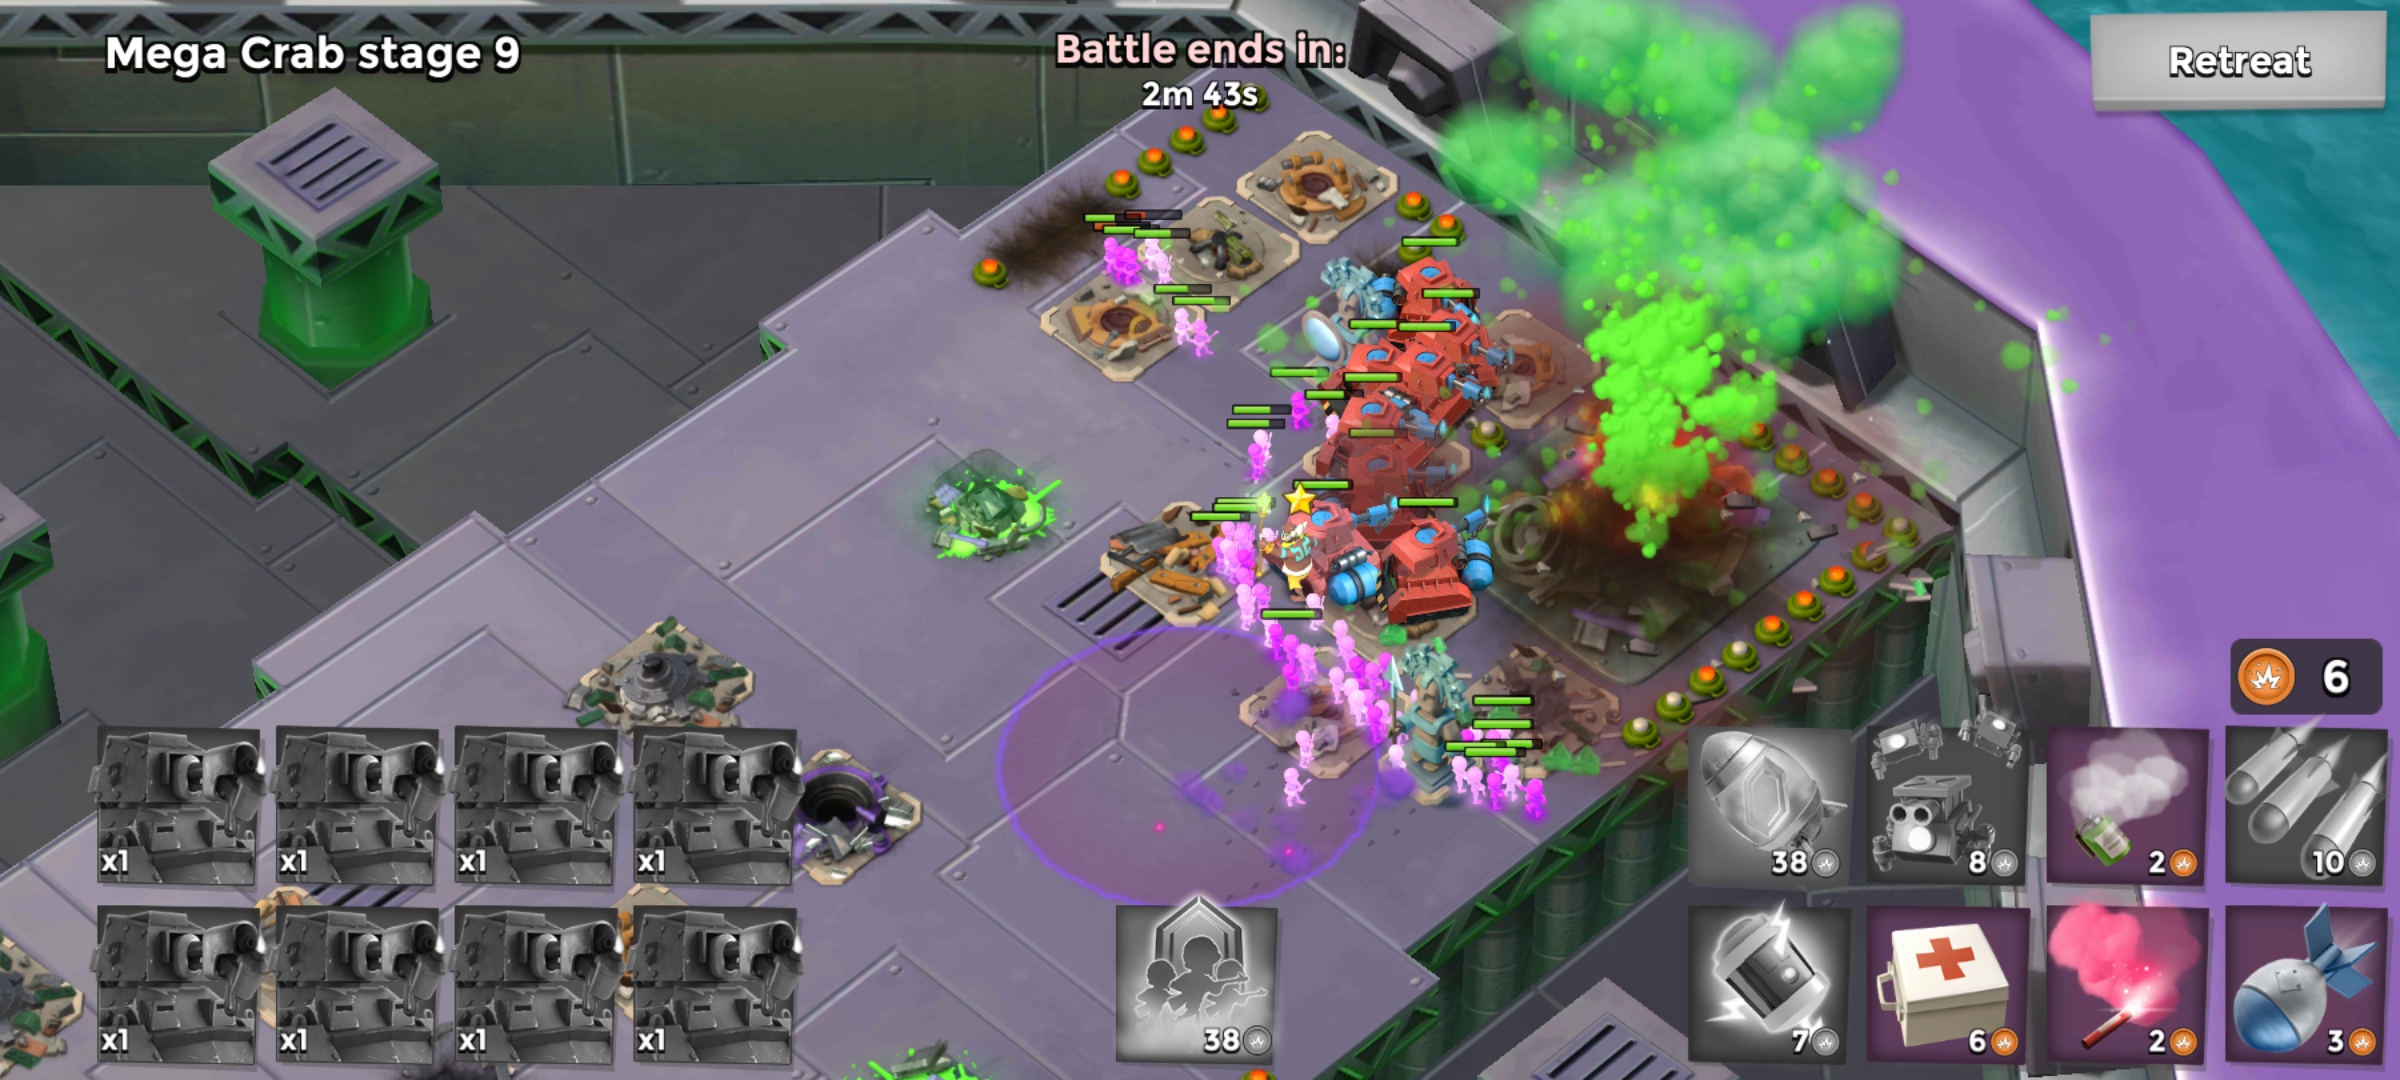 Mega Crab stage 9
Battle ends in:
2m 43s
Retreat
6
x1
x1
x1
x1
38
8
2
10
x1
x1
x1
x1
38
7
6
2
3